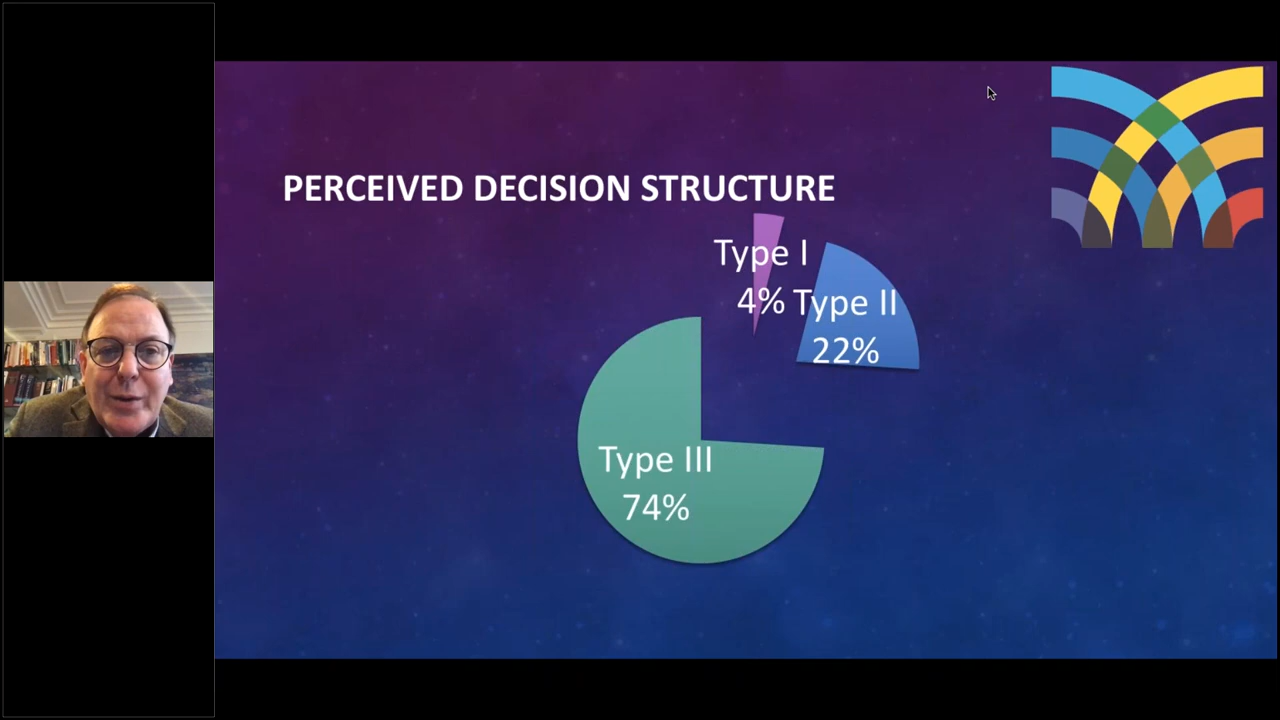 PERCEIVED DECISION STRUCTURE
Type I
4%
Type II
22%
Type III
74%